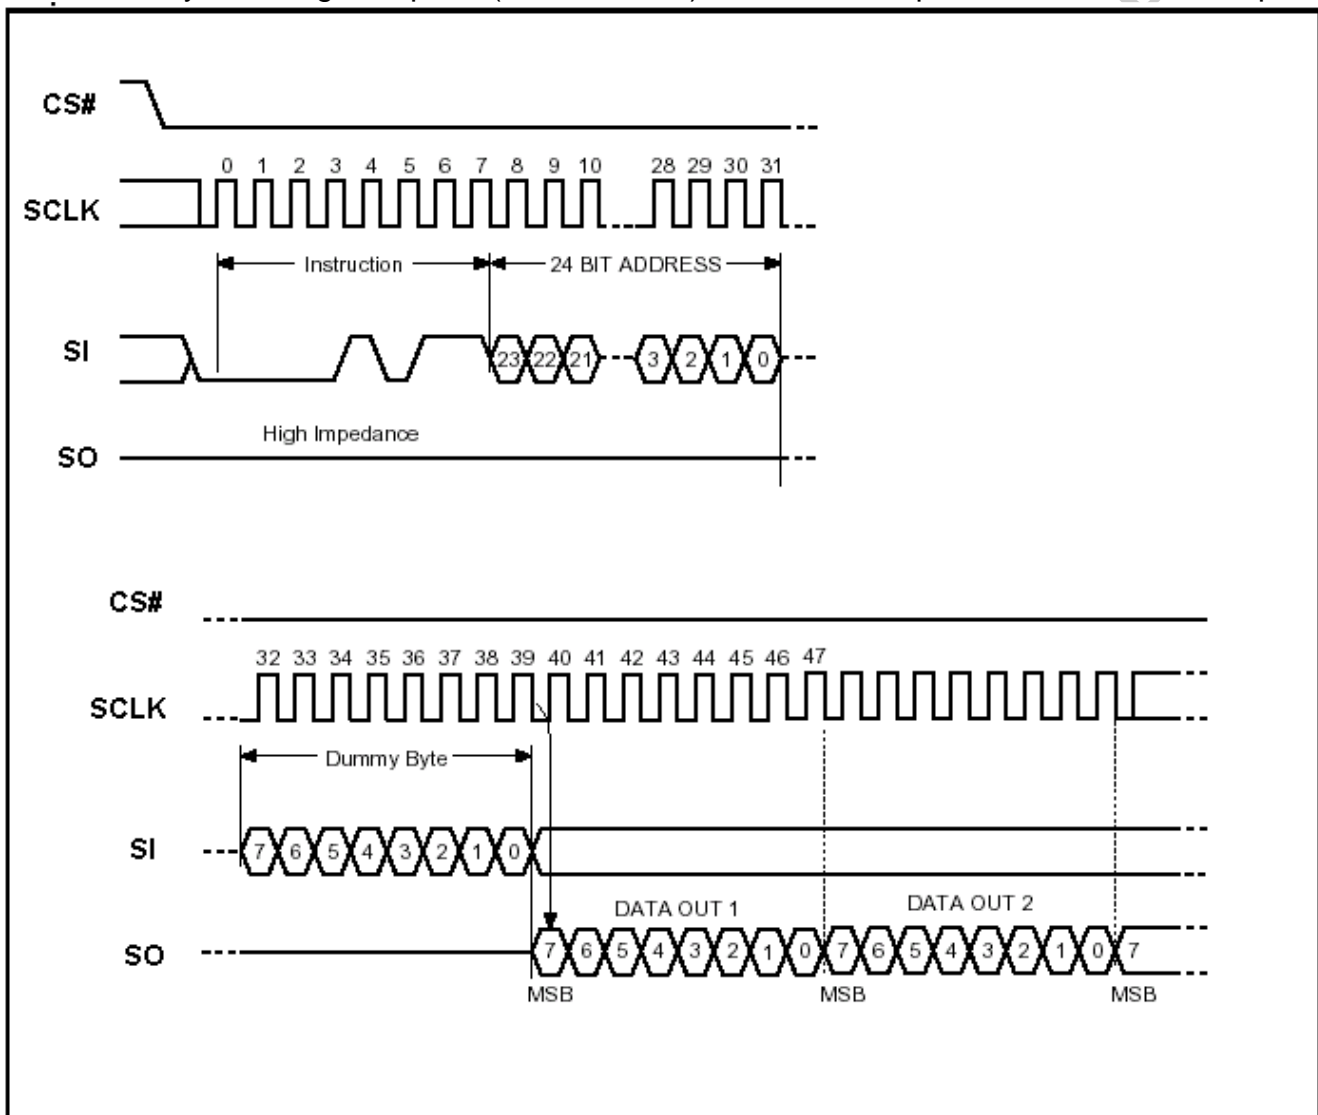 CS#
0 1 2 3 4 5 6 7 8 9 10 28 29 30 31
SCLK
Instruction 24 BIT ADDRESS
SI 23 22 21 3 2 1 0
High Impedance
SO
CS#
32 33 34 35 36 37 38 39 40 41 42 43 44 45 46 47
SCLK
Dummy Byte
SI 7 6 5 4 3 2 1 0
DATA OUT 1 DATA OUT 2
SO 7 6 5 4 3 2 1 0 7 6 5 4 3 2 1 0 7
MSB MSB MSB